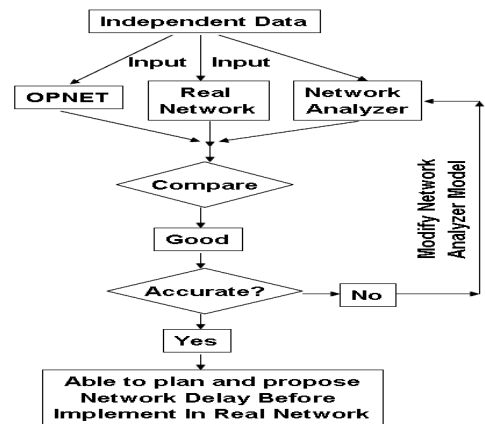 Independent Data
Input Input
OPNET
Real
Network
Network
Analyzer
Compare
Good
Accurate?
No
Modify Network
Analyzer Model
Yes
Able to plan and propose
Network Delay Before
Implement In Real Network